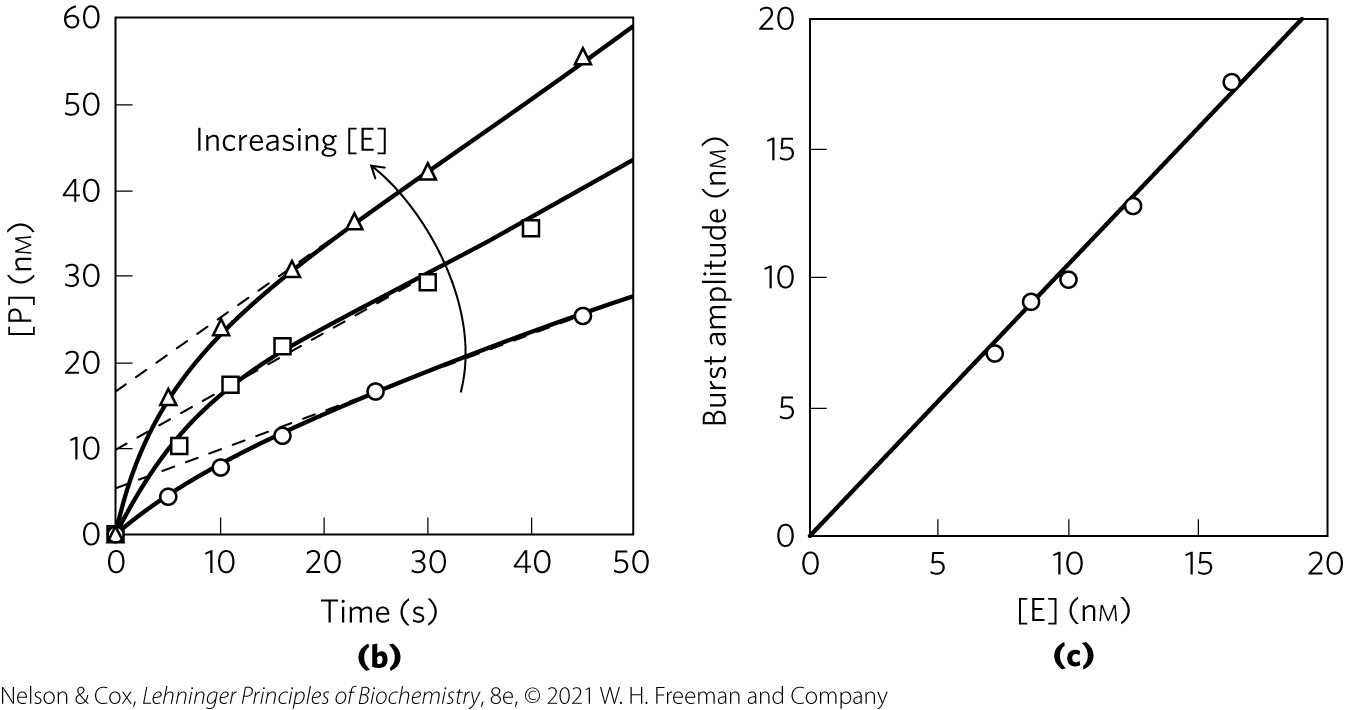 60
50
40
30
20
10
0
[P] (nM)
Increasing [E]
0 10 20 30 40 50
Time (s)
(b)
20
15
10
5
0
Burst amplitude (nM)
0 5 10 15 20
[E] (nM)
(c)
Nelson & Cox, Lehninger Principles of Biochemistry, 8e, © 2021 W. H. Freeman and Company